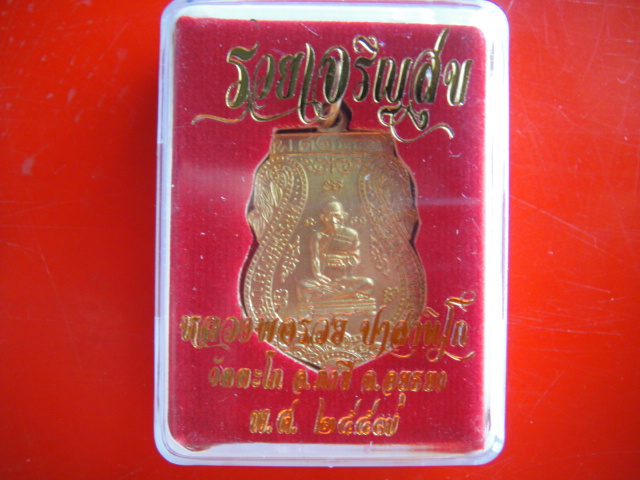 รวยเจริญสุข
หลวงพ่อรวย ปาสาทิโก
วัดตะโก อ.ภาชี จ.อยุธยา
พ.ศ. ๒๕๕๗